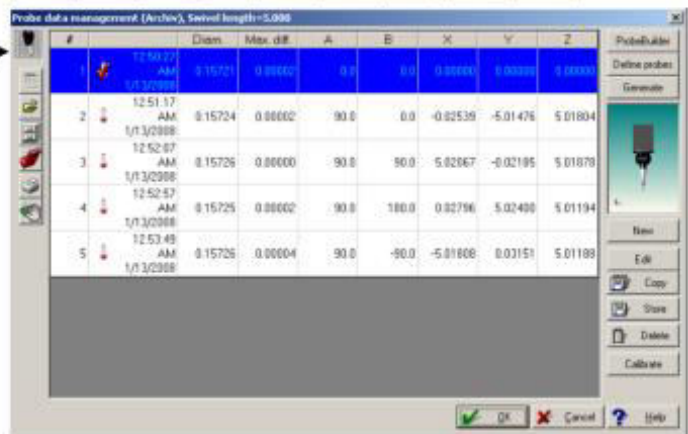 Probe data management (Archiv), Swivel length=5.000
# Diam. Max. diff. A B X Y Z
1 12:50:27 AM 1/13/2008 0.15721 0.00002 0.0 0.0 0.00000 0.00000 0.00000
2 12:51:17 AM 1/13/2008 0.15724 0.00002 90.0 0.0 -0.02539 -5.01476 5.01804
3 12:52:07 AM 1/13/2008 0.15726 0.00000 90.0 90.0 5.02067 -0.02185 5.01878
4 12:52:57 AM 1/13/2008 0.15725 0.00002 90.0 180.0 0.02796 5.02400 5.01194
5 12:53:49 AM 1/13/2008 0.15726 0.00004 90.0 -90.0 -5.01808 0.03151 5.01188
ProbeBuilder
Define probes
Generate
New
Edit
Copy
Store
Delete
Calibrate
OK Cancel Help